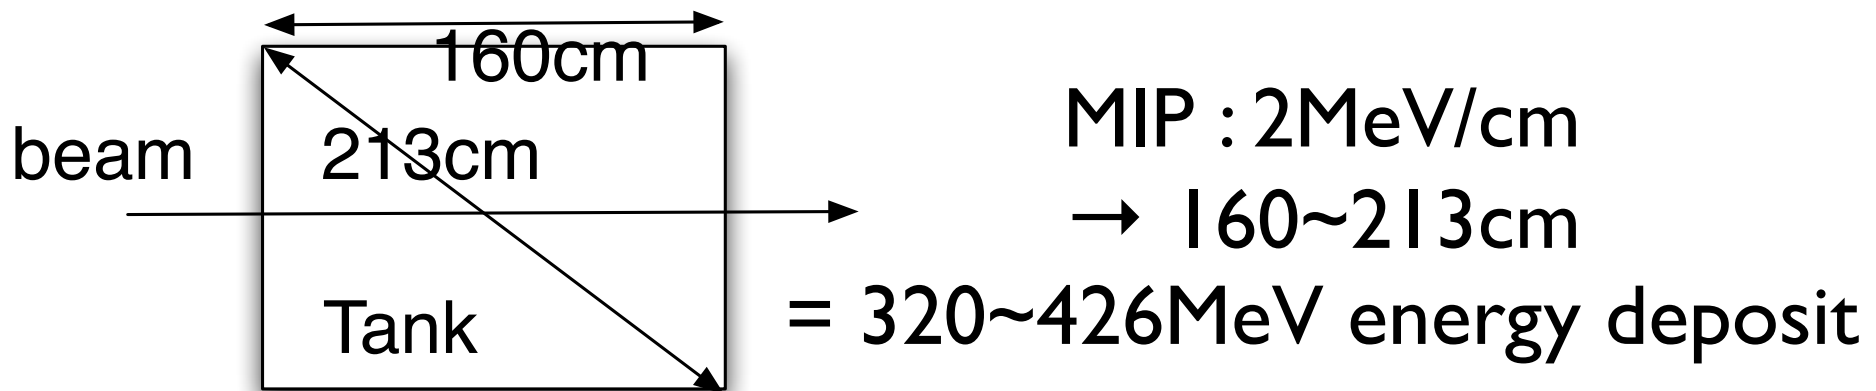 160cm
beam
213cm
Tank
MIP : 2MeV/cm
→ 160~213cm
= 320~426MeV energy deposit